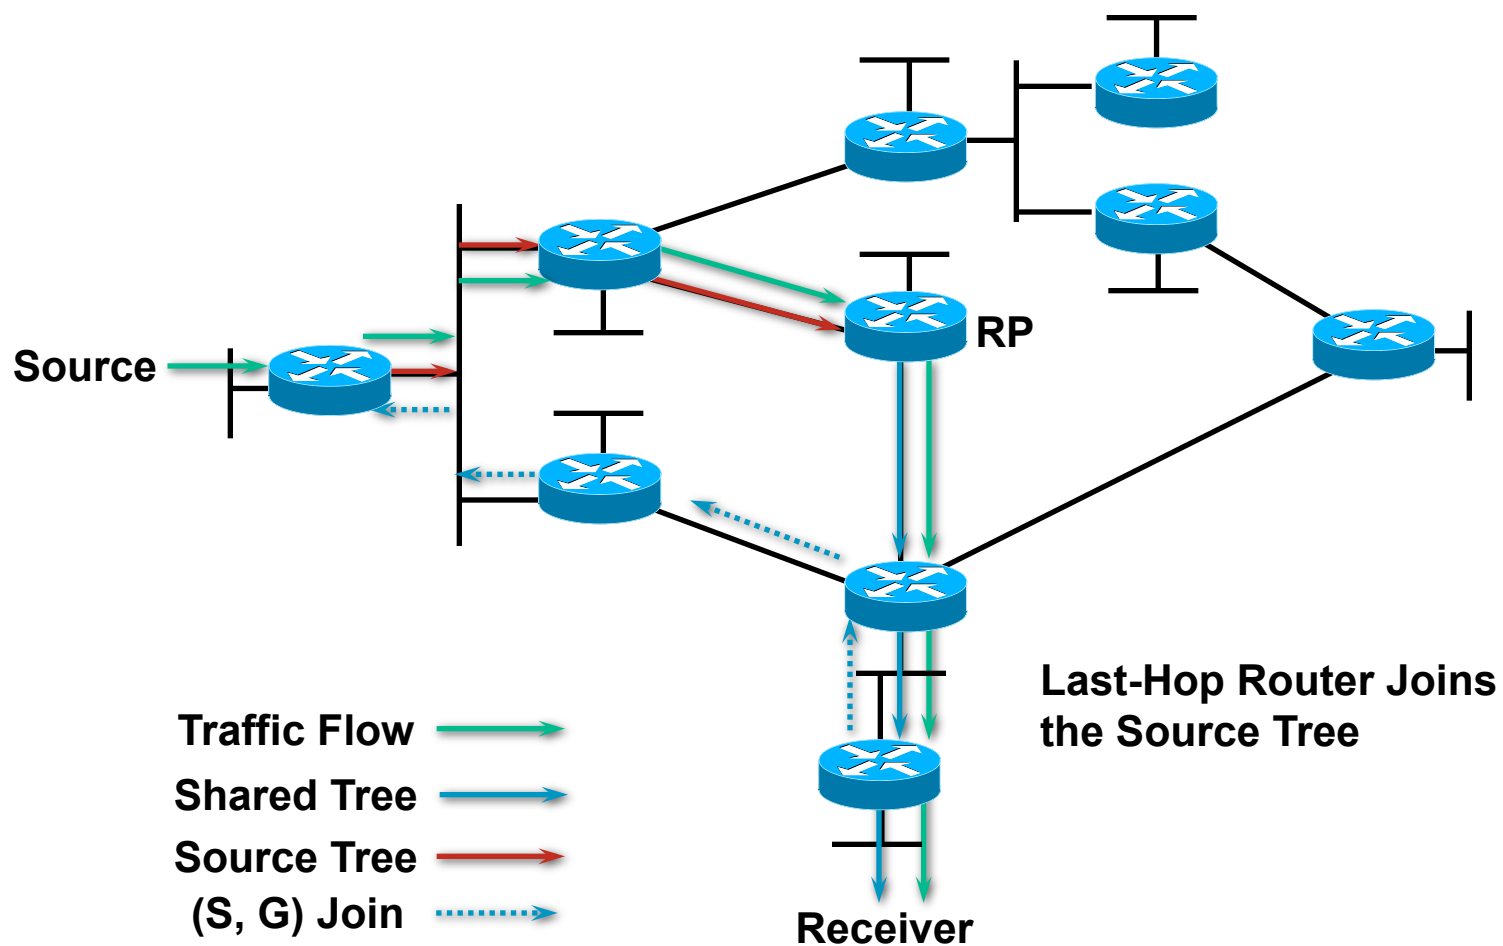 RP
Source
Last-Hop Router Joins
the Source Tree
Traffic Flow
Shared Tree
Source Tree
(S, G) Join
Receiver